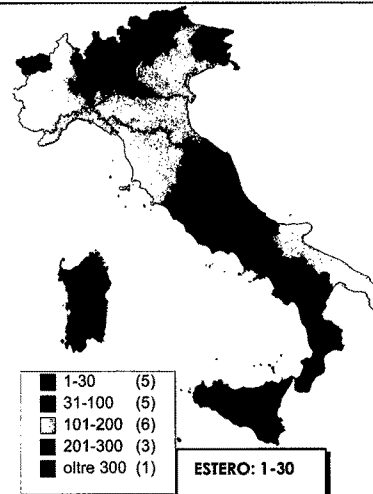 1-30 (5)
31-100 (5)
101-200 (6)
201-300 (3)
oltre 300 (1)
ESTERO: 1-30